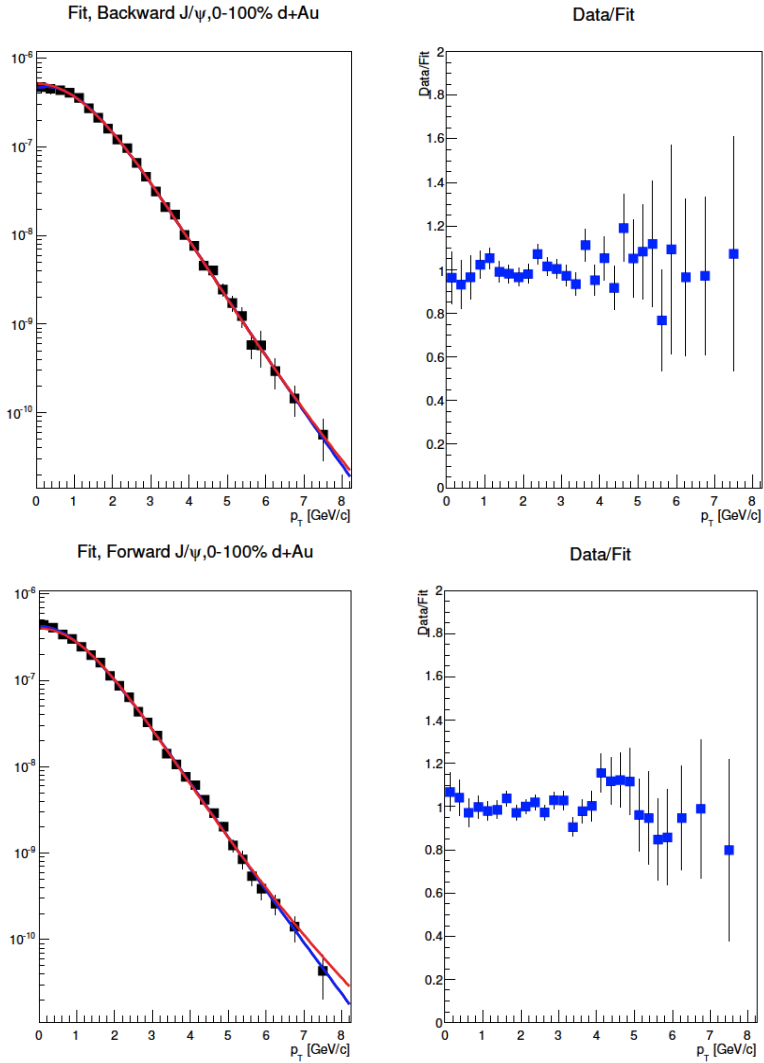 Fit, Backward J/ψ,0-100% d+Au
10⁻⁶
10⁻⁷
10⁻⁸
10⁻⁹
10⁻¹⁰
0 1 2 3 4 5 6 7 8
p_T [GeV/c]
Data/Fit
Data/Fit
2
1.8
1.6
1.4
1.2
1
0.8
0.6
0.4
0.2
0
0 1 2 3 4 5 6 7 8
p_T [GeV/c]
Fit, Forward J/ψ,0-100% d+Au
10⁻⁶
10⁻⁷
10⁻⁸
10⁻⁹
10⁻¹⁰
0 1 2 3 4 5 6 7 8
p_T [GeV/c]
Data/Fit
Data/Fit
2
1.8
1.6
1.4
1.2
1
0.8
0.6
0.4
0.2
0
0 1 2 3 4 5 6 7 8
p_T [GeV/c]